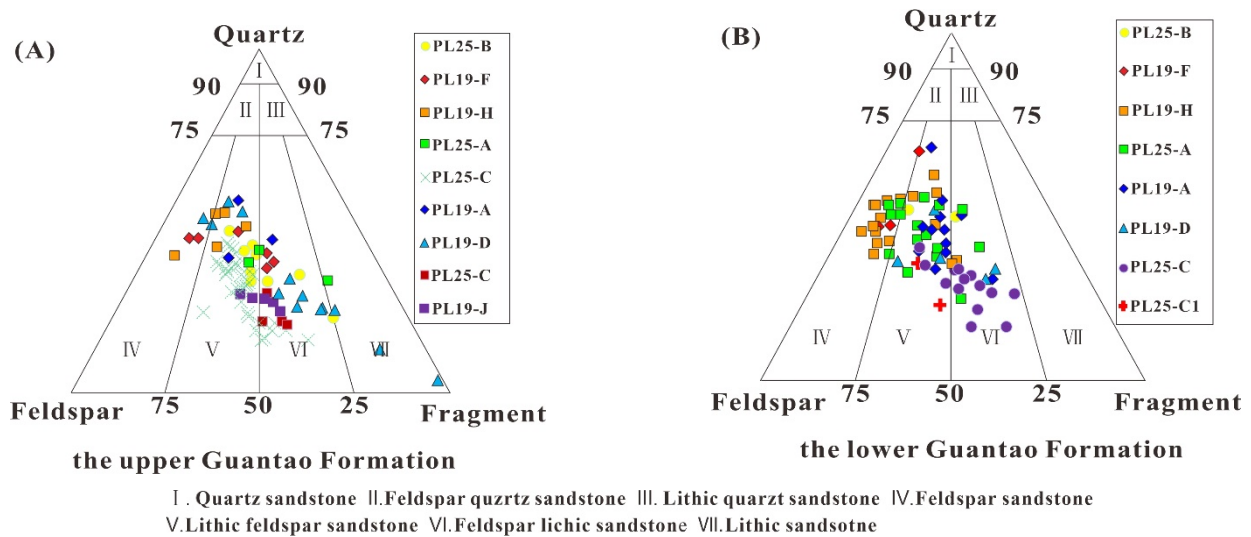 (A)
Quartz
Ⅰ
90
90
Ⅱ
Ⅲ
75
75
Ⅳ
Ⅴ
Ⅵ
Ⅶ
Feldspar
75
50
25
Fragment
PL25-B
PL19-F
PL19-H
PL25-A
PL25-C
PL19-A
PL19-D
PL25-C
PL19-J
the upper Guantao Formation
(B)
Quartz
Ⅰ
90
90
Ⅱ
Ⅲ
75
75
Ⅳ
Ⅴ
Ⅵ
Ⅶ
Feldspar
75
50
25
Fragment
PL25-B
PL19-F
PL19-H
PL25-A
PL19-A
PL19-D
PL25-C
PL25-C1
the lower Guantao Formation
Ⅰ. Quartz sandstone Ⅱ.Feldspar quzrtz sandstone Ⅲ. Lithic quarzt sandstone Ⅳ.Feldspar sandstone
Ⅴ.Lithic feldspar sandstone Ⅵ.Feldspar lichic sandstone Ⅶ.Lithic sandsotne